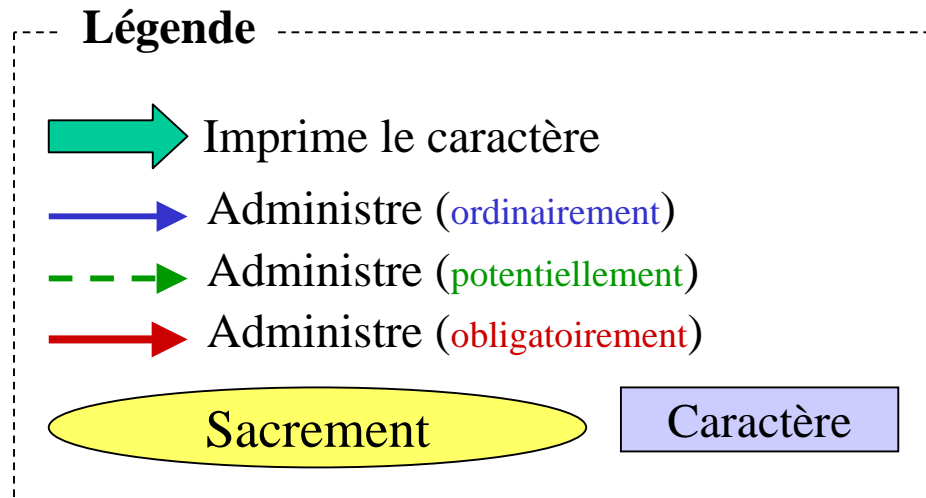 Légende
Imprime le caractère
Administre (ordinairement)
Administre (potentiellement)
Administre (obligatoirement)
Sacrement Caractère